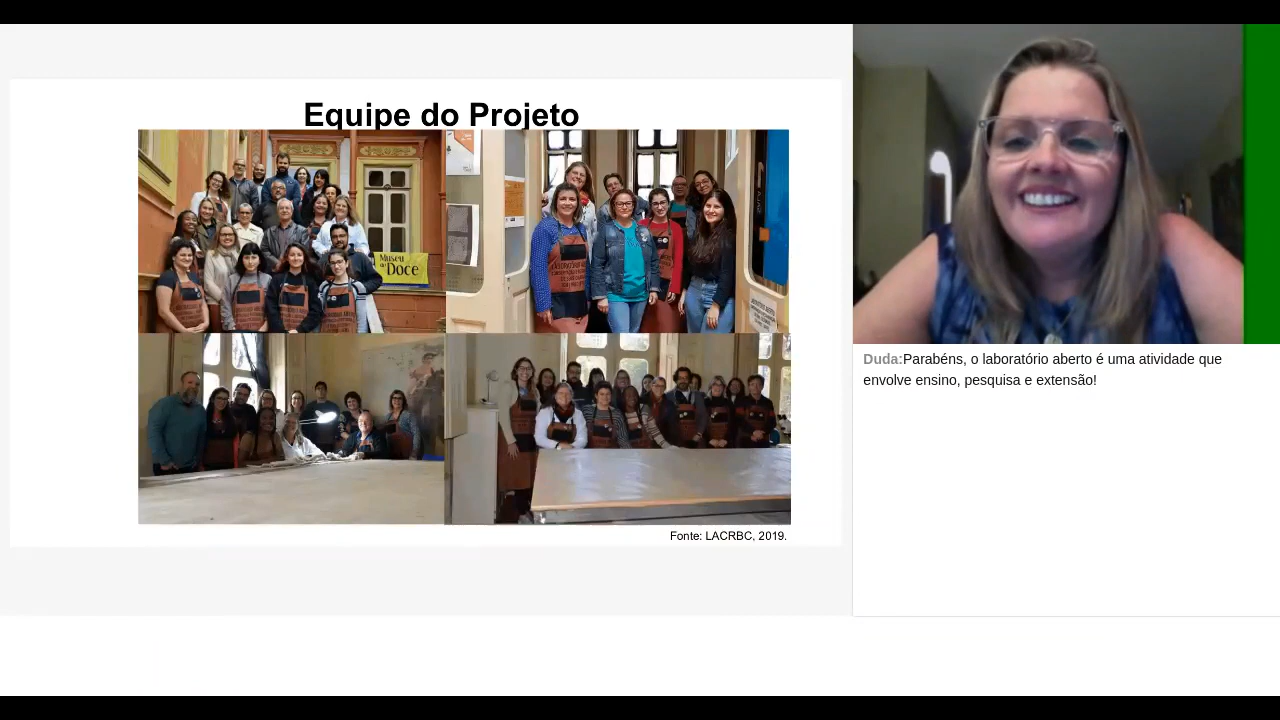 Equipe do Projeto
Museu
do Doce
Fonte: LACRBC, 2019.
Duda:Parabéns, o laboratório aberto é uma atividade que
envolve ensino, pesquisa e extensão!